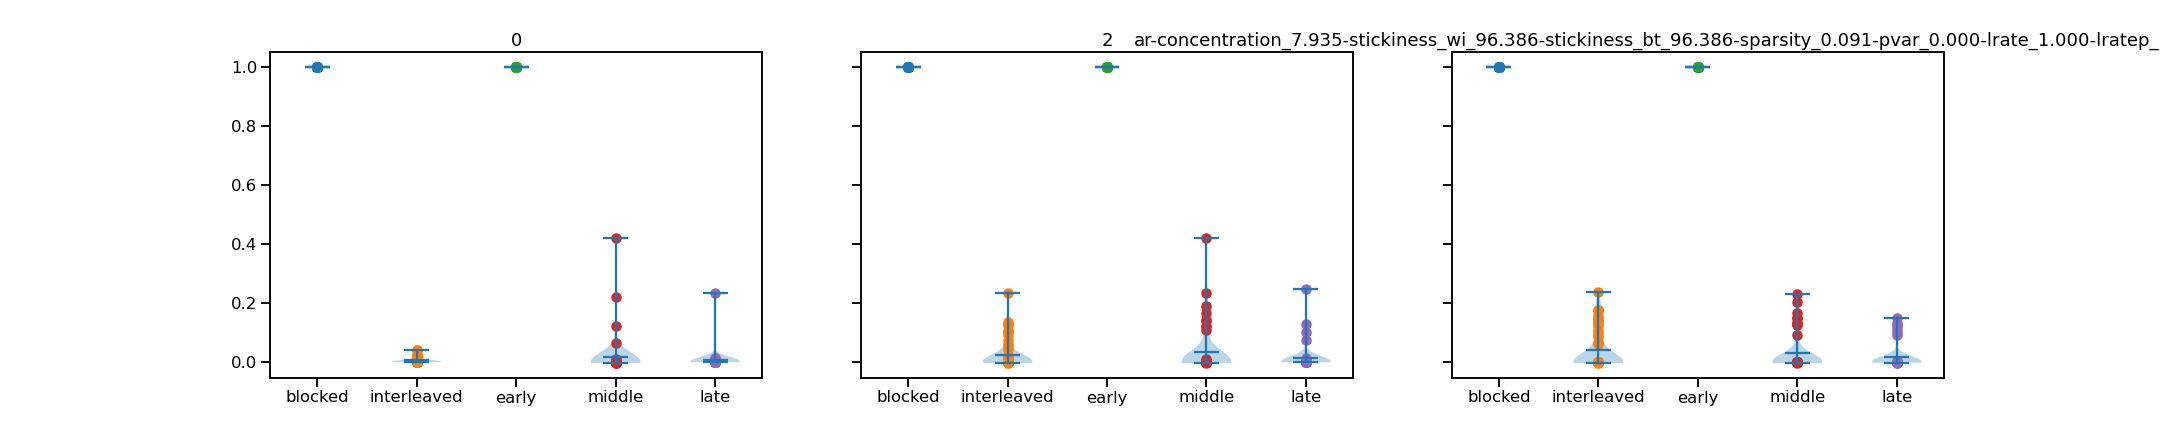 0
2 ar-concentration_7.935-stickiness_wi_96.386-stickiness_bt_96.386-sparsity_0.091-pvar_0.000-lrate_1.000-lratep_
1.0
0.8
0.6
0.4
0.2
0.0
blocked interleaved early middle late
blocked interleaved early middle late
blocked interleaved early middle late